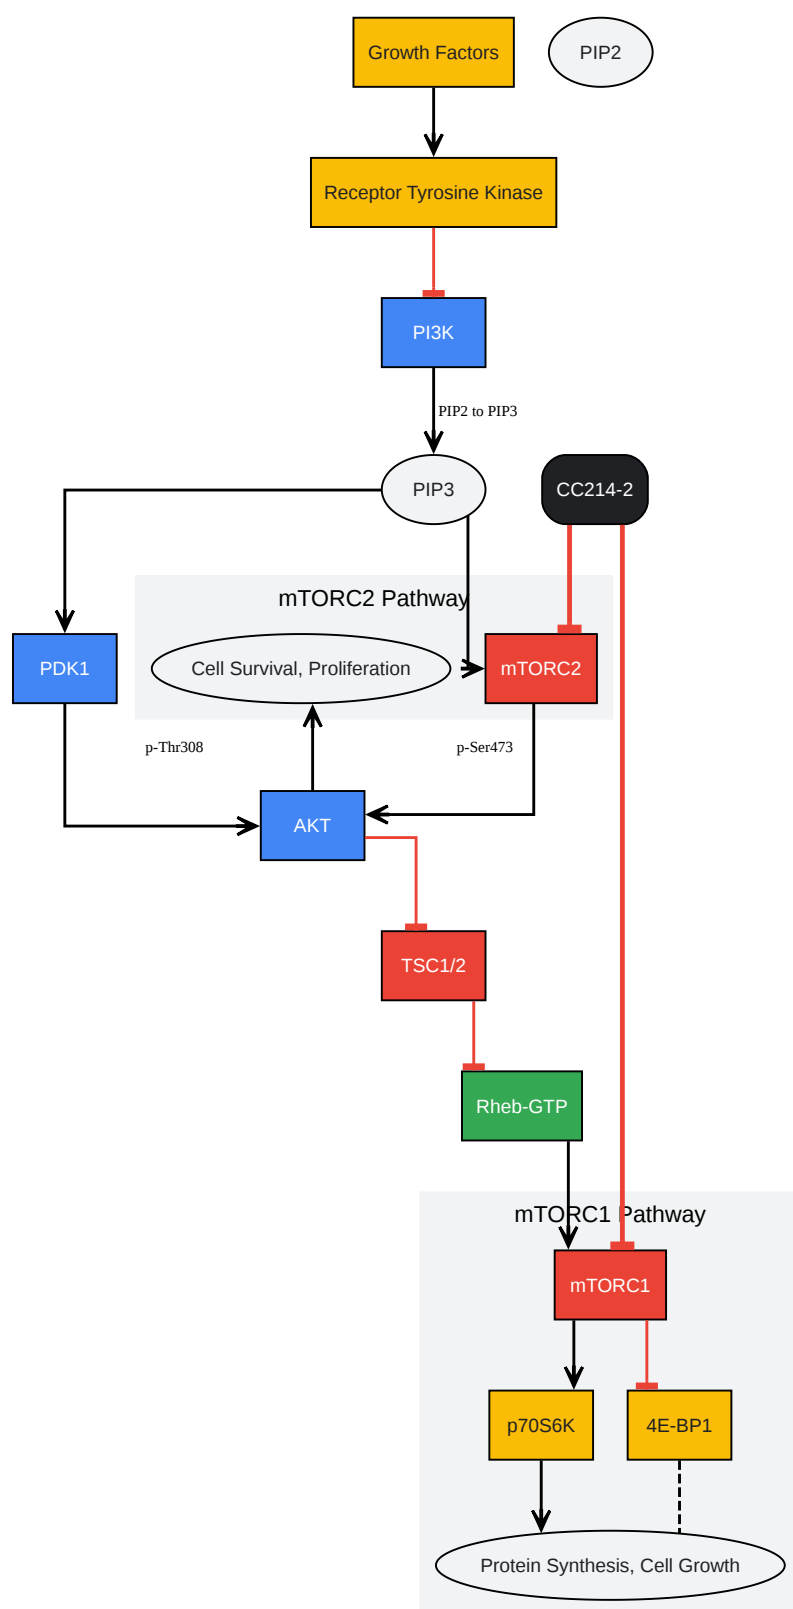 Growth Factors
PIP2
Receptor Tyrosine Kinase
PI3K
PIP2 to PIP3
PIP3
CC214-2
mTORC2 Pathway
PDK1
Cell Survival, Proliferation
mTORC2
p-Thr308
p-Ser473
AKT
TSC1/2
Rheb-GTP
mTORC1 Pathway
mTORC1
p70S6K
4E-BP1
Protein Synthesis, Cell Growth